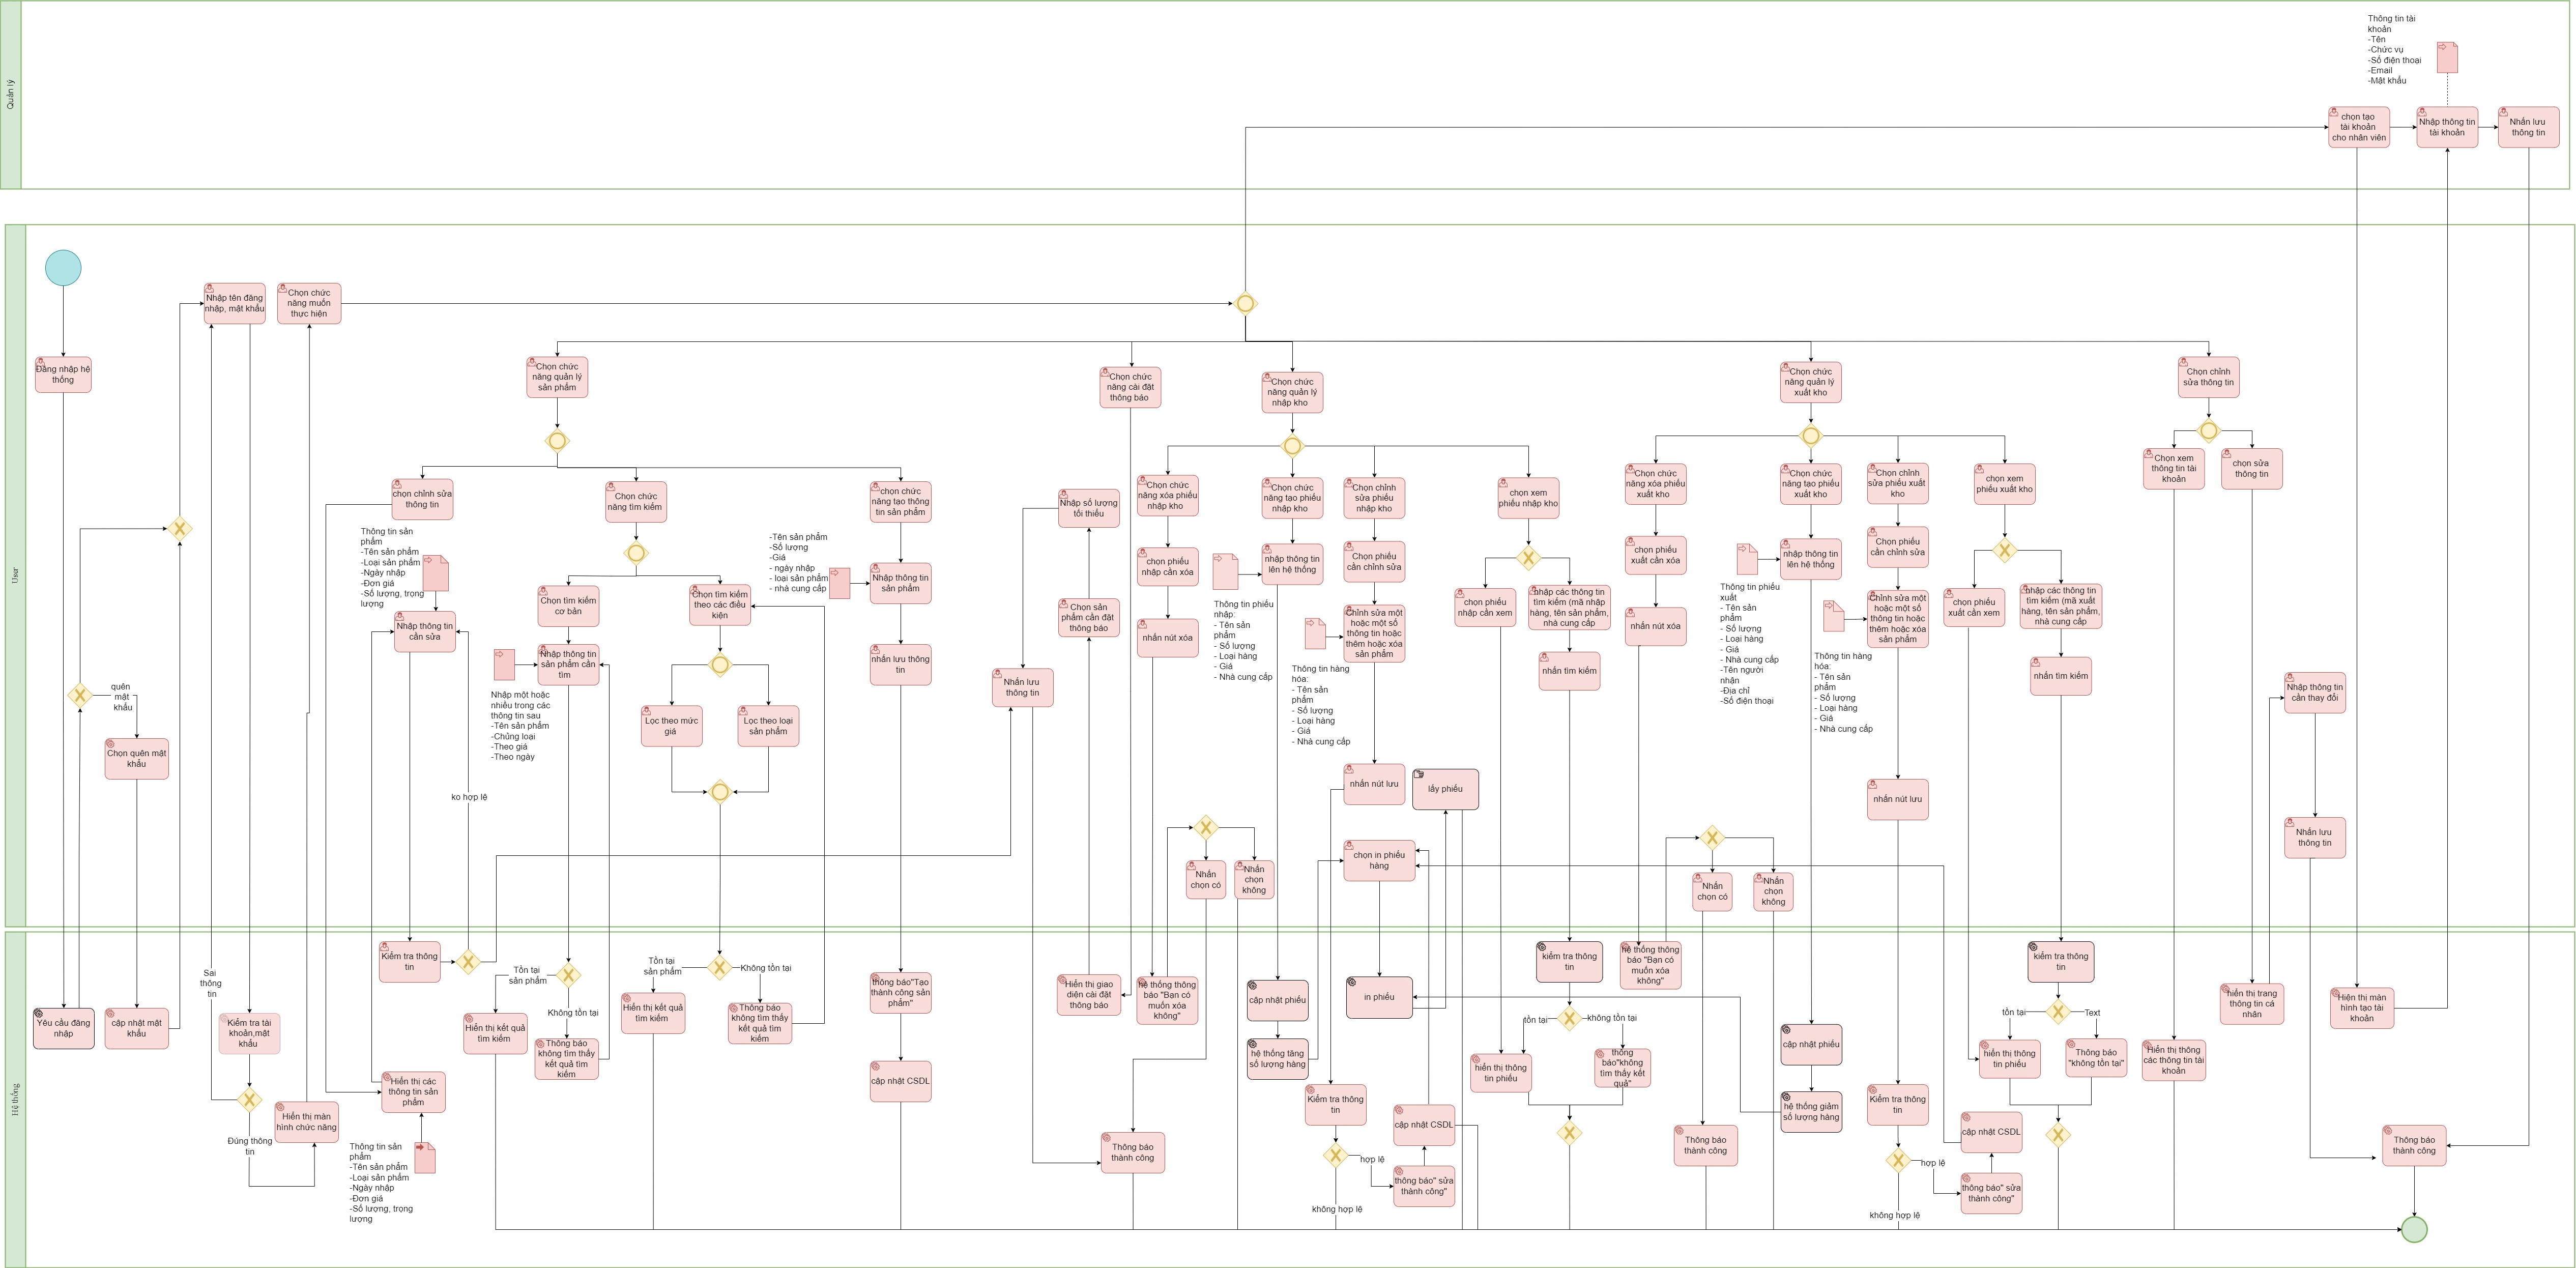 Quản lý
Thông tin tài
khoản
-Tên
-Chức vụ
-Số điện thoại
-Email
-Mật khẩu
chọn tạo
tài khoản
cho nhân viên
Nhập thông tin
tài khoản
Nhấn lưu
thông tin
Usur
Nhập tên đăng
nhập, mật khẩu
Chọn chức
năng muốn
thực hiện
Đăng nhập hệ
thống
Chọn chức
năng quản lý
sản phẩm
Chọn chức
năng cài đặt
thông báo
Chọn chức
năng quản lý
nhập kho
Chọn chức
năng quản lý
xuất kho
Chọn chỉnh
sửa thông tin
chọn chỉnh sửa
thông tin
Chọn chức
năng tìm kiếm
chọn chức
năng tạo thông
tin sản phẩm
Nhập số lượng
tối thiểu
Chọn chức
năng xóa phiếu
nhập kho
Chọn chức
năng tạo phiếu
nhập kho
Chọn chỉnh
sửa phiếu
nhập kho
chọn xem
phiếu nhập kho
Chọn chức
năng xóa phiếu
xuất kho
Chọn chức
năng tạo phiếu
xuất kho
Chọn chỉnh
sửa phiếu xuất
kho
chọn xem
phiếu xuất kho
Chọn xem
thông tin tài
khoản
chọn sửa
thông tin
Thông tin sản
phẩm
-Tên sản phẩm
-Loại sản phẩm
-Ngày nhập
-Đơn giá
-Số lượng, trọng
lượng
Nhập thông tin
cần sửa
Chọn tìm kiếm
cơ bản
Chọn tìm kiếm
theo các điều
kiện
-Tên sản phẩm
-Số lượng
-Giá
- ngày nhập
- loại sản phẩm
- nhà cung cấp
Nhập thông tin
sản phẩm
Chọn sản
phẩm cần đặt
thông báo
chọn phiếu
nhập cần xóa
nhập thông tin
lên hệ thống
Chọn phiếu
cần chỉnh sửa
chọn phiếu
nhập cần xem
nhập các thông tin
tìm kiếm (mã nhập
hàng, tên sản phẩm,
nhà cung cấp
chọn phiếu
xuất cần xóa
nhập thông tin
lên hệ thống
Chọn phiếu
cần chỉnh sửa
chọn phiếu
xuất cần xem
nhập các thông tin
tìm kiếm (mã xuất
hàng, tên sản phẩm,
nhà cung cấp
Thông tin phiếu
nhập:
- Tên sản
phẩm
- Số lượng
- Loại hàng
- Giá
- Nhà cung cấp
Thông tin phiếu
xuất
- Tên sản
phẩm
- Số lượng
- Loại hàng
- Giá
- Nhà cung cấp
-Tên người
nhận
-Địa chỉ
-Số điện thoại
nhấn nút xóa
Chỉnh sửa một
hoặc một số
thông tin hoặc
thêm hoặc xóa
sản phẩm
nhấn nút xóa
Chỉnh sửa một
hoặc một số
thông tin hoặc
thêm hoặc xóa
sản phẩm
Nhập thông tin
sản phẩm cần
tìm
nhấn lưu thông
tin
nhấn tìm kiếm
nhấn tìm kiếm
Thông tin hàng
hóa:
- Tên sản
phẩm
- Số lượng
- Loại hàng
- Giá
- Nhà cung cấp
Thông tin hàng
hóa:
- Tên sản
phẩm
- Số lượng
- Loại hàng
- Giá
- Nhà cung cấp
quên
mật
khẩu
Nhập một hoặc
nhiều trong các
thông tin sau
-Tên sản phẩm
-Chủng loại
-Theo giá
-Theo ngày
Nhấn lưu
thông tin
Nhập thông tin
cần thay đổi
Lọc theo mức
giá
Lọc theo loại
sản phẩm
Chọn quên mật
khẩu
ko hợp lệ
nhấn nút lưu
lấy phiếu
nhấn nút lưu
Nhấn lưu
thông tin
chọn in phiếu
hàng
Nhấn
chọn có
Nhấn
chọn
không
Nhấn
chọn có
Nhấn
chọn
không
Hệ thống
Sai
thông
tin
Kiểm tra thông
tin
Tồn tại
sản phẩm
Không tồn tại
Tồn tại
sản phẩm
Không tồn tại
thông báo"Tạo
thành công sản
phẩm"
Hiển thị giao
diện cài đặt
thông báo
hệ thống thông
báo "Bạn có
muốn xóa
không"
cập nhật phiếu
in phiếu
kiểm tra thông
tin
hệ thống thông
báo "Bạn có
muốn xóa
không"
kiểm tra thông
tin
hiển thị trang
thông tin cá
nhân
Hiện thị màn
hình tạo tài
khoản
Yêu cầu đăng
nhập
cập nhật mật
khẩu
Kiểm tra tài
khoản,mật
khẩu
Hiển thị kết quả
tìm kiếm
Thông báo
không tìm thấy
kết quả tìm
kiếm
Hiển thị kết quả
tìm kiếm
Thông báo
không tìm thấy
kết quả tìm
kiếm
tồn tại
không tồn tại
tồn tại
Text
cập nhật phiếu
hệ thống tăng
số lượng hàng
hiển thị thông
tin phiếu
thông
báo"không
tìm thấy kết
quả"
hiển thị thông
tin phiếu
Thông báo
"không tồn tại"
Hiển thị thông
các thông tin tài
khoản
Hiển thị các
thông tin sản
phẩm
cập nhật CSDL
Hiển thị màn
hình chức năng
Đúng thông
tin
Thông tin sản
phẩm
-Tên sản phẩm
-Loại sản phẩm
-Ngày nhập
-Đơn giá
-Số lượng, trọng
lượng
Kiểm tra thông
tin
cập nhật CSDL
hệ thống giảm
số lượng hàng
Kiểm tra thông
tin
cập nhật CSDL
Thông báo
thành công
Thông báo
thành công
Thông báo
thành công
hợp lệ
thông báo" sửa
thành công"
không hợp lệ
hợp lệ
thông báo" sửa
thành công"
không hợp lệ